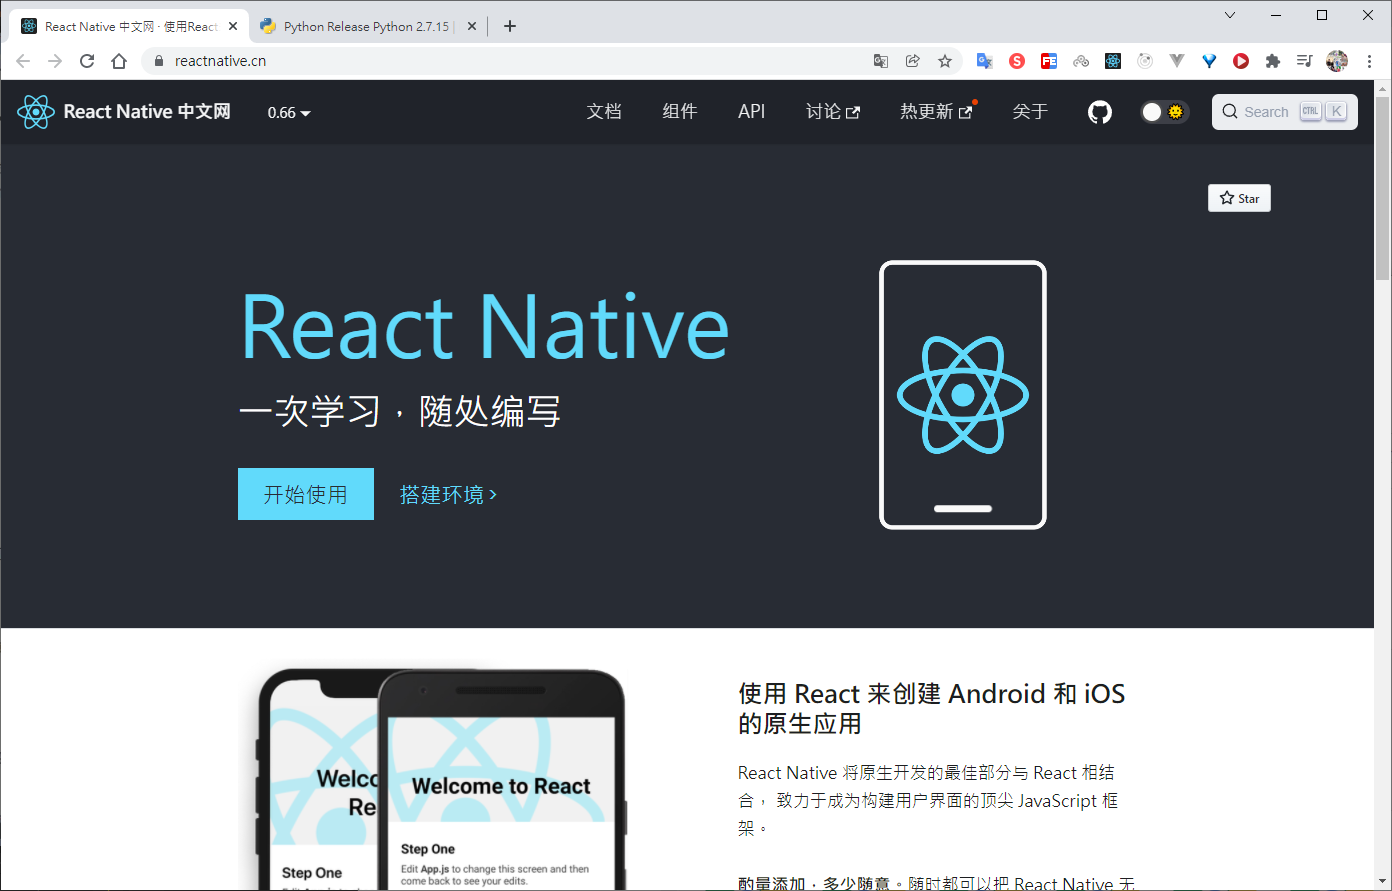 React Native 中文网 · 使用React
Python Release Python 2.7.15 |
reactnative.cn
React Native 中文网
0.66
文档
组件
API
讨论
热更新
关于
Search
CTRL
K
Star
React Native
一次学习，随处编写
开始使用
搭建环境
使用 React 来创建 Android 和 iOS
的原生应用
React Native 将原生开发的最佳部分与 React 相结
合， 致力于成为构建用户界面的顶尖 JavaScript 框
架。
酌量添加，多少随意。随时都可以把 React Native 无
Welcome to React
Step One
Edit App.js to change this screen and then
come back to see your edits.
Step One